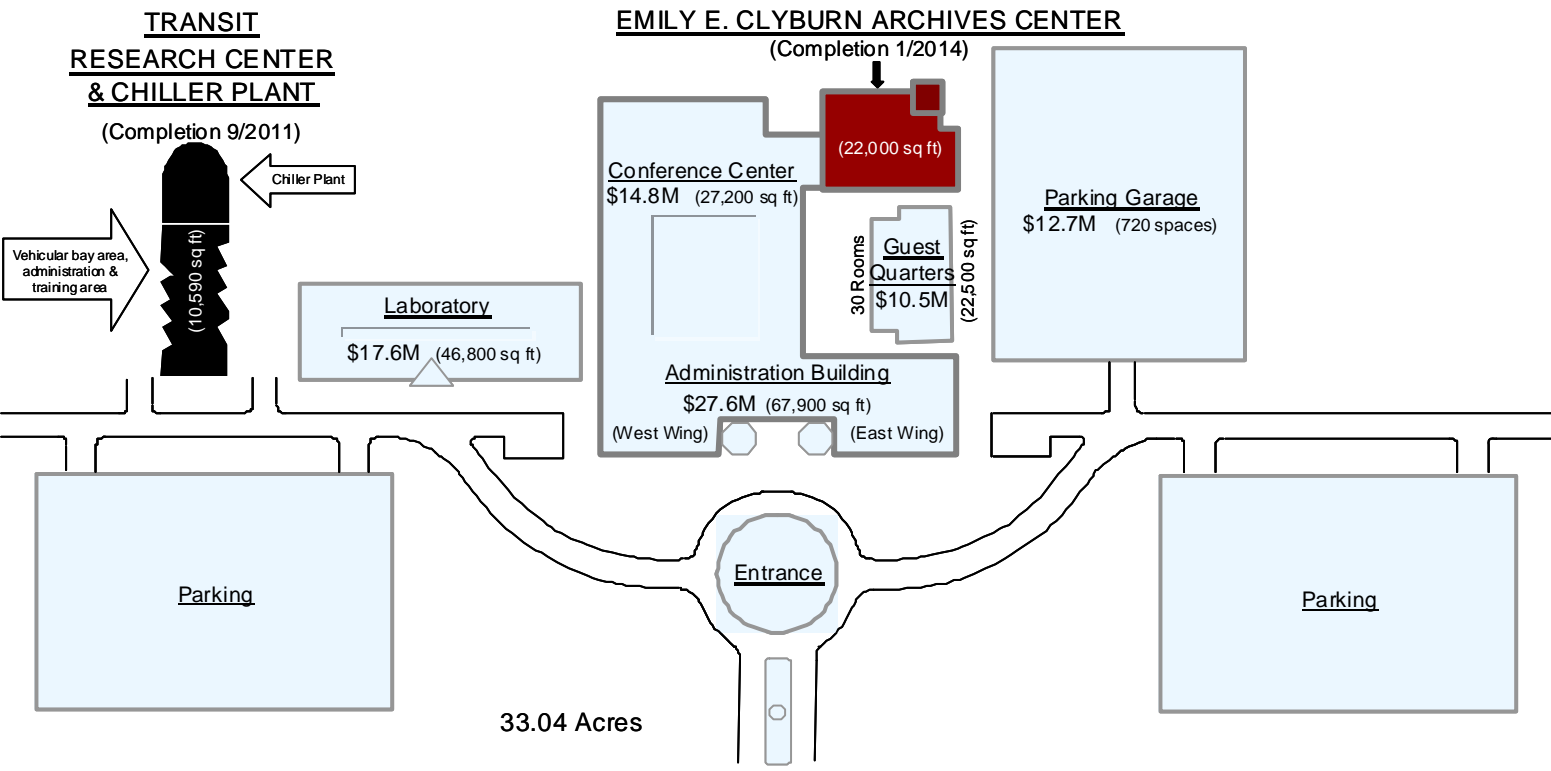 TRANSIT
RESEARCH CENTER
& CHILLER PLANT
(Completion 9/2011)
Chiller Plant
Vehicular bay area,
administration &
training area
(10,590 sq ft)
EMILY E. CLYBURN ARCHIVES CENTER
(Completion 1/2014)
(22,000 sq ft)
Conference Center
$14.8M (27,200 sq ft)
30 Rooms
Guest
Quarters
$10.5M
(22,500 sq ft)
Parking Garage
$12.7M (720 spaces)
Laboratory
$17.6M (46,800 sq ft)
Administration Building
$27.6M (67,900 sq ft)
(West Wing) (East Wing)
Parking
Entrance
Parking
33.04 Acres